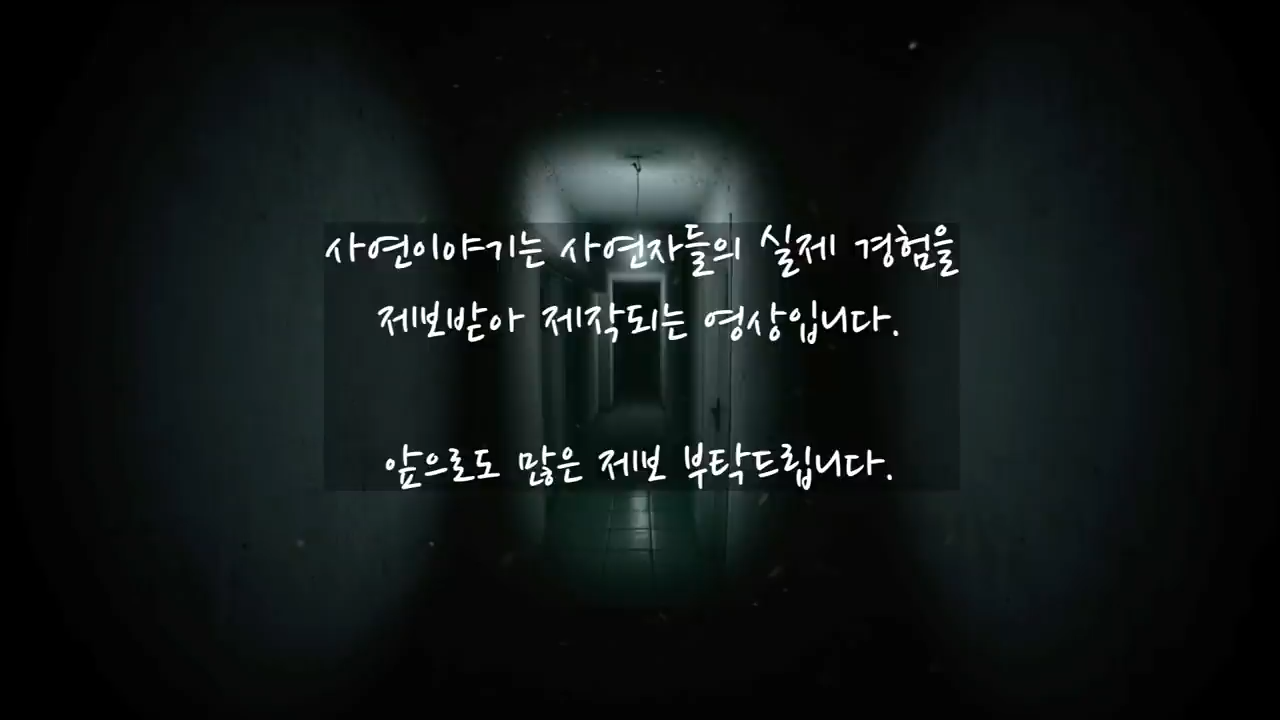 사연이야기는 사연자들의 실제 경험을
제보받아 제작되는 영상입니다.
앞으로도 많은 제보 부탁드립니다.